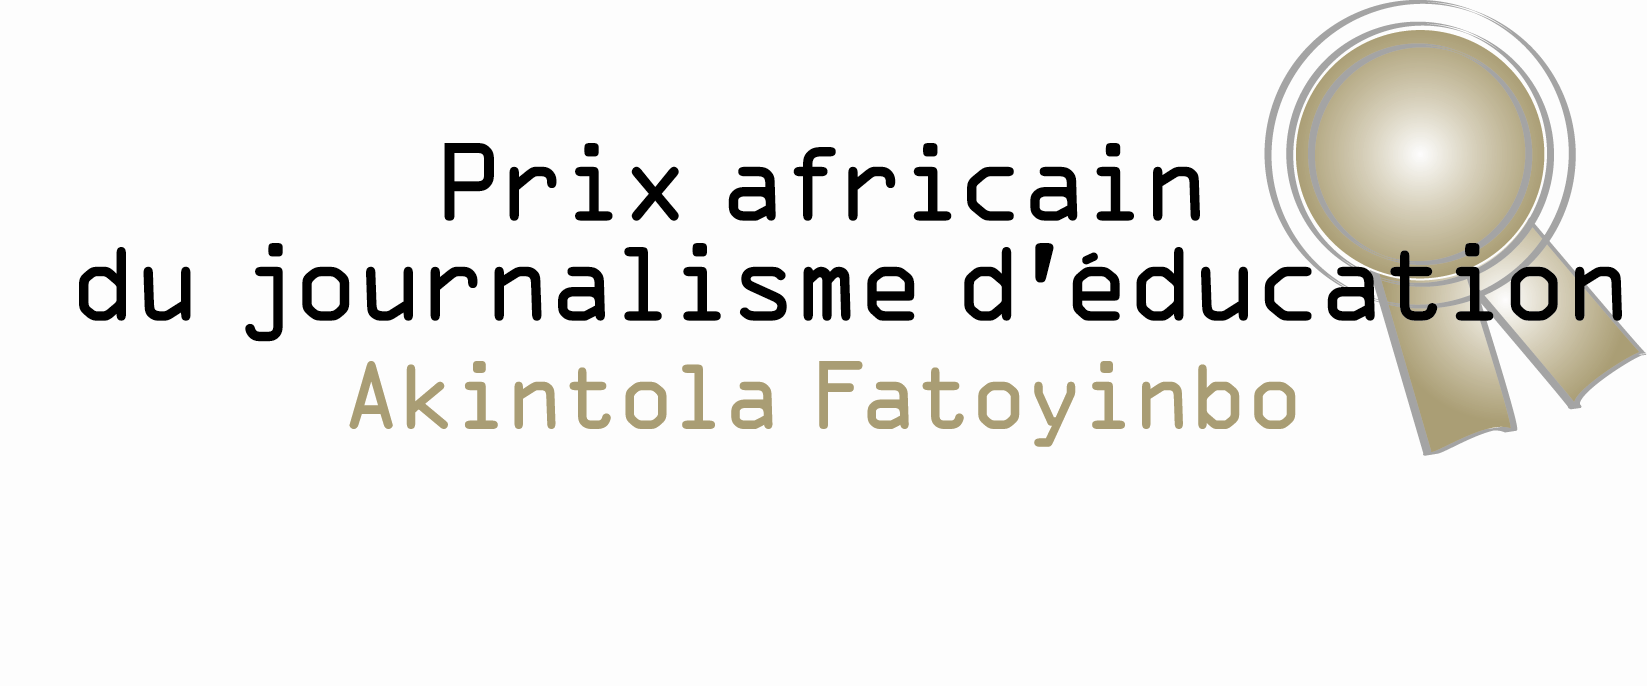 Prix africain
du journalisme d'éducation
Akintola Fatoyinbo